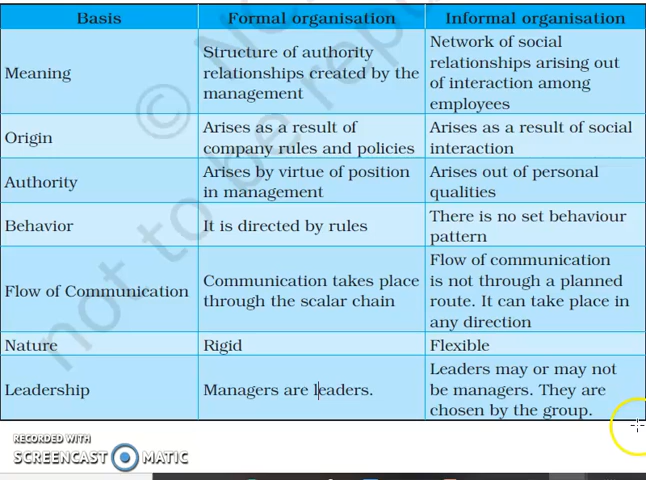 Basis Formal organisation Informal organisation
Meaning
Structure of authority
relationships created by the
management
Network of social
relationships arising out
of interaction among
employees
Origin
Arises as a result of
company rules and policies
Arises as a result of social
interaction
Authority
Arises by virtue of position
in management
Arises out of personal
qualities
Behavior
It is directed by rules
There is no set behaviour
pattern
Flow of Communication
Communication takes place
through the scalar chain
Flow of communication
is not through a planned
route. It can take place in
any direction
Nature
Rigid
Flexible
Leadership
Managers are leaders.
Leaders may or may not
be managers. They are
chosen by the group.
© N
not to be repu
RECORDED WITH
SCREENCAST MATIC